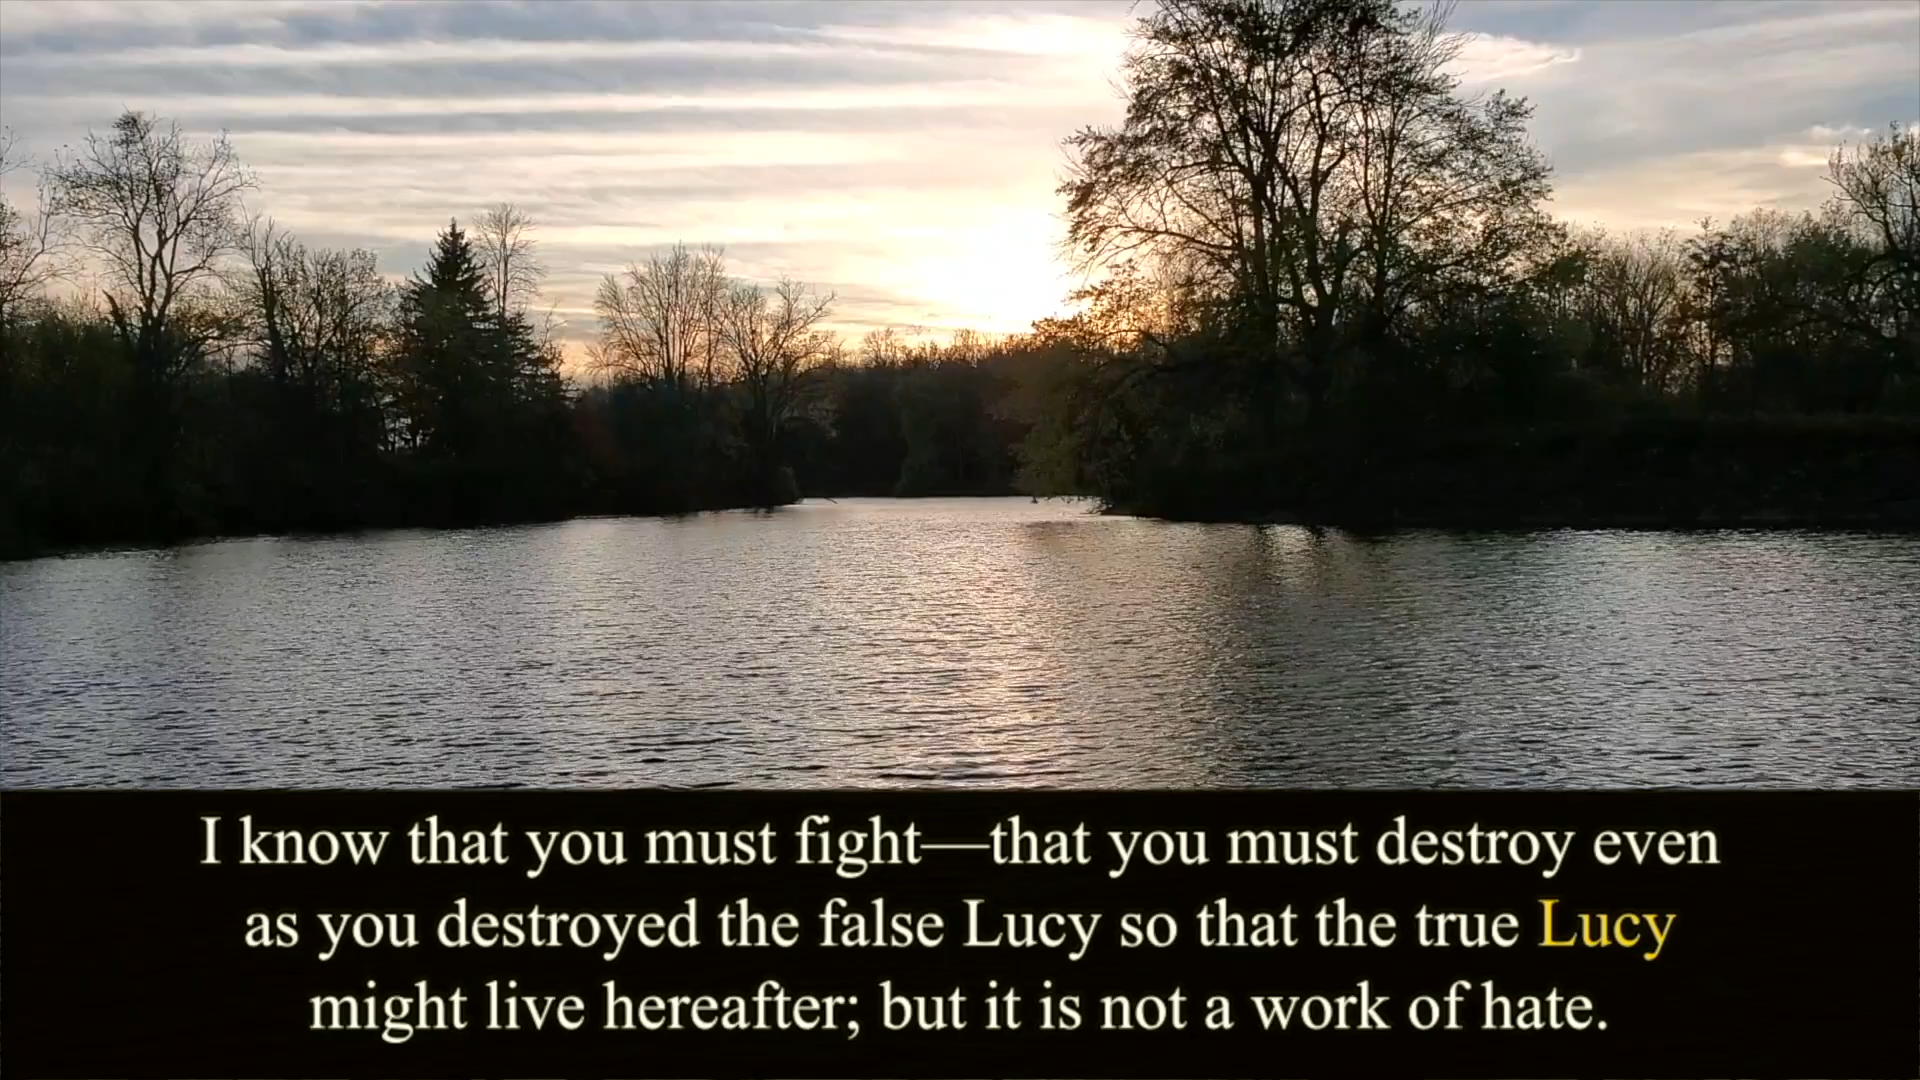 I know that you must fight—that you must destroy even
as you destroyed the false Lucy so that the true Lucy
might live hereafter; but it is not a work of hate.